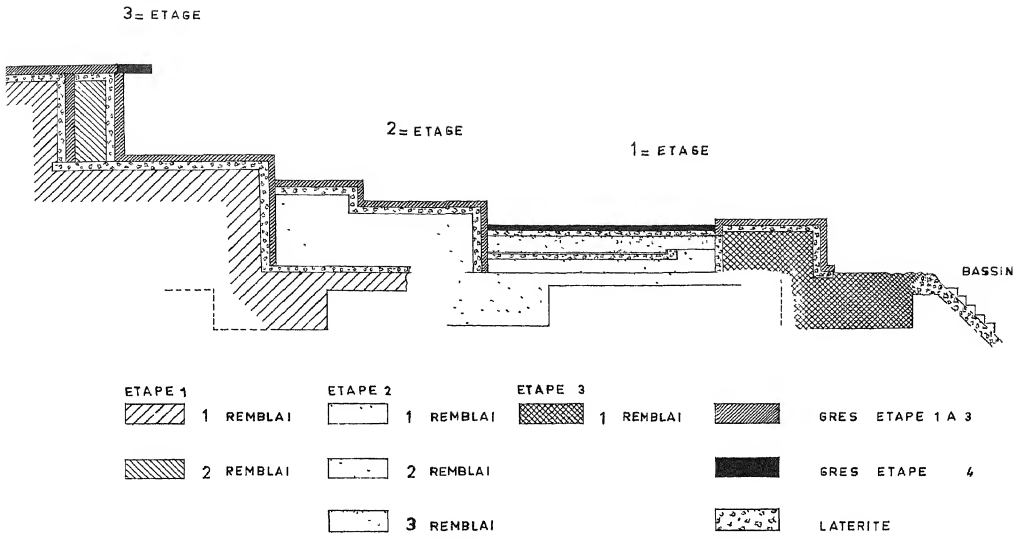 3= ETAGE
2= ETAGE
1= ETAGE
BASSIN
ETAPE 1
1 REMBLAI
2 REMBLAI
ETAPE 2
1 REMBLAI
2 REMBLAI
3 REMBLAI
ETAPE 3
1 REMBLAI
GRES ETAPE 1 A 3
GRES ETAPE 4
LATERITE